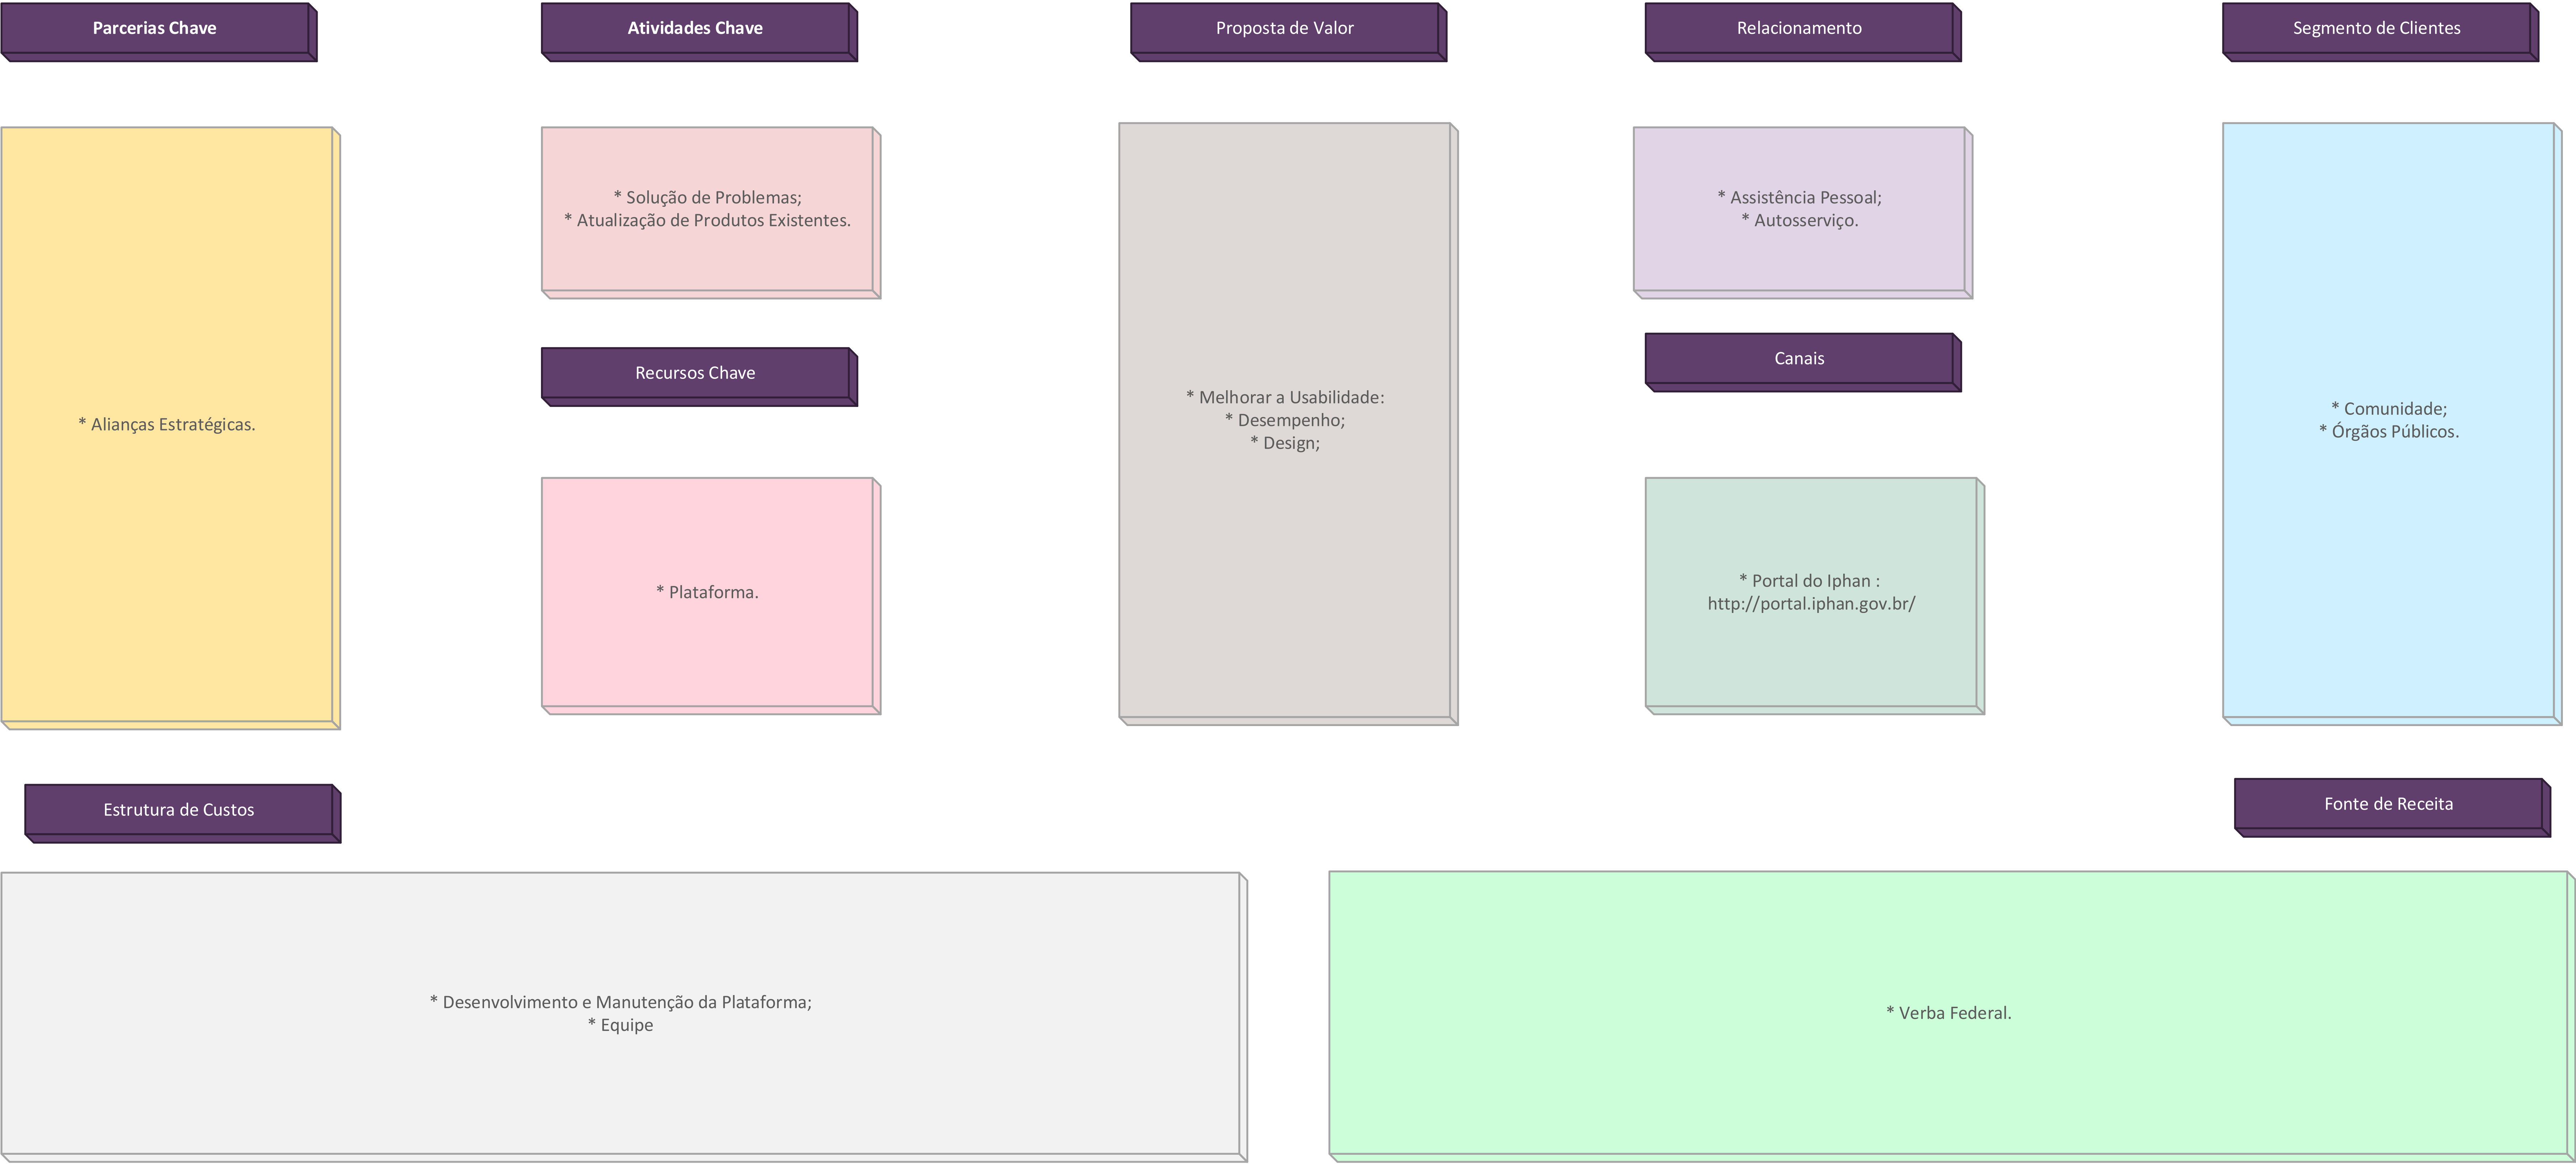 Parcerias Chave
* Alianças Estratégicas.
Atividades Chave
* Solução de Problemas;
* Atualização de Produtos Existentes.
Recursos Chave
* Plataforma.
Proposta de Valor
* Melhorar a Usabilidade:
* Desempenho;
* Design;
Relacionamento
* Assistência Pessoal;
* Autosserviço.
Canais
* Portal do Iphan :
http://portal.iphan.gov.br/
Segmento de Clientes
* Comunidade;
* Órgãos Públicos.
Estrutura de Custos
* Desenvolvimento e Manutenção da Plataforma;
* Equipe
Fonte de Receita
* Verba Federal.